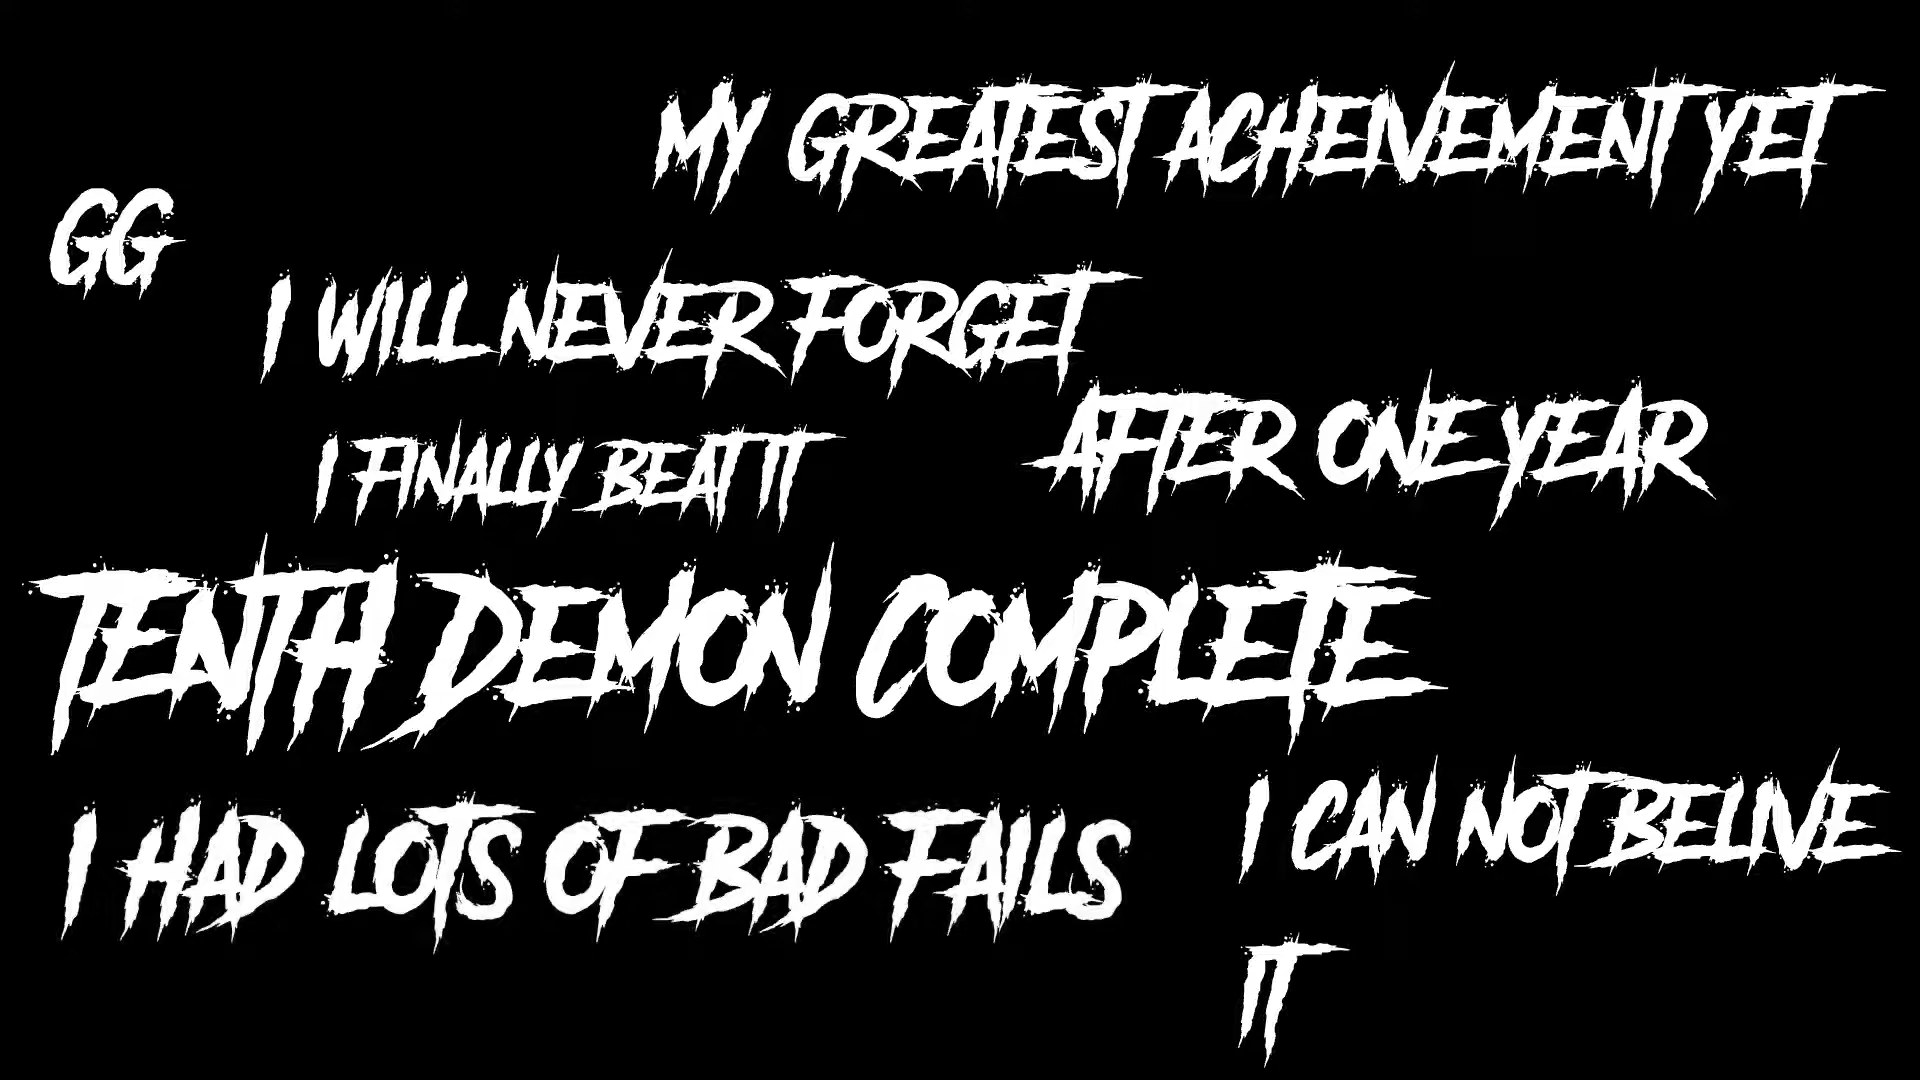 MY GREATEST ACHEIVEMENT YET
GG
I WILL NEVER FORGET
AFTER ONE YEAR
I FINALLY BEAT IT
TENTH DEMON COMPLETE
I HAD LOTS OF BAD FAILS
I CAN NOT BELIVE
IT